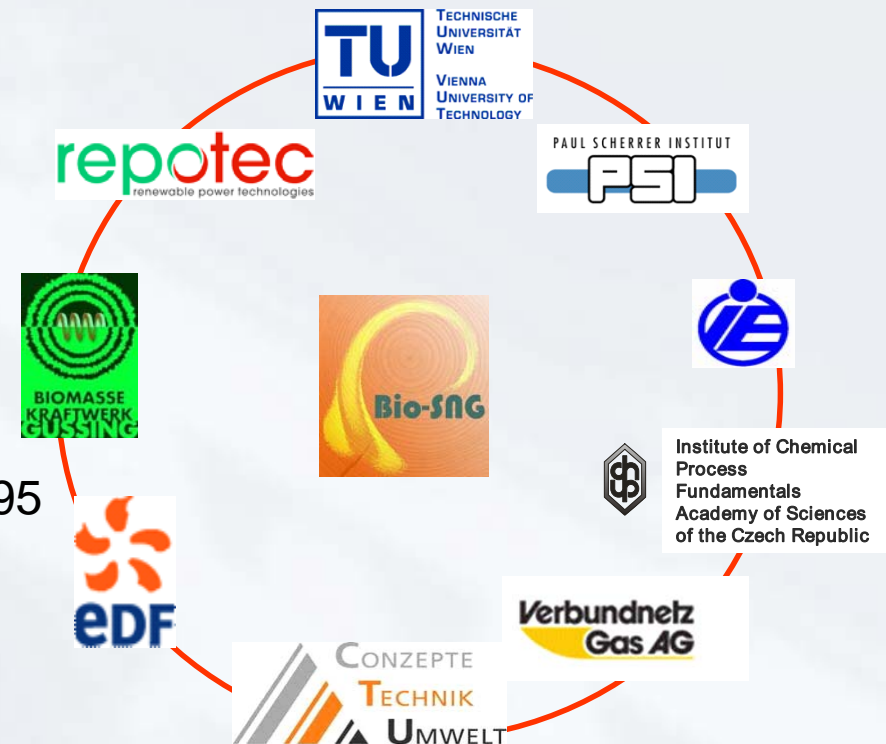 TU
WIEN
TECHNISCHE
UNIVERSITÄT
WIEN
VIENNA
UNIVERSITY OF
TECHNOLOGY
repotec
renewable power technologies
PAUL SCHERRER INSTITUT
PSI
BIOMASSE
KRAFTWERK
GUSSING
Bio-SNG
IE
Institute of Chemical
Process
Fundamentals
Academy of Sciences
of the Czech Republic
95
eDF
Verbundnetz
Gas AG
CONZEPTE
TECHNIK
UMWELT